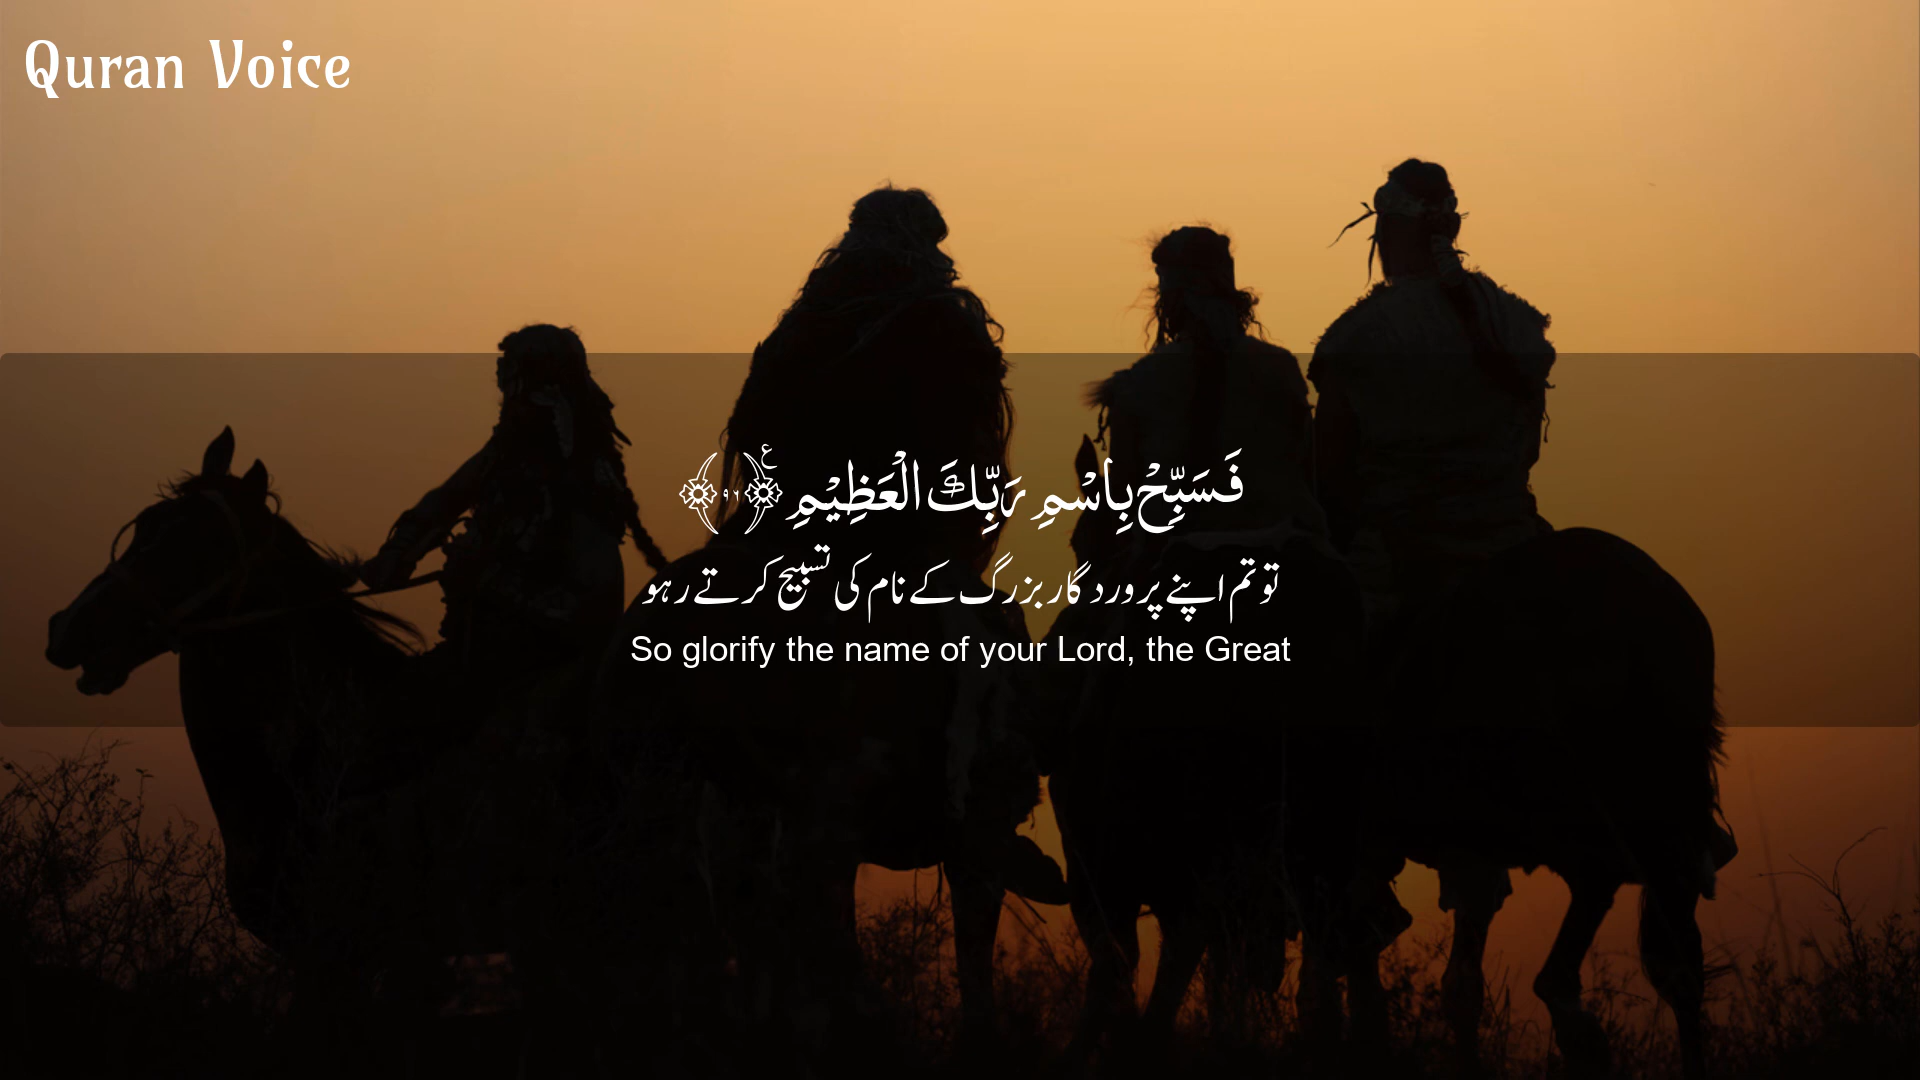 Quran Voice
فَسَبِّحْ بِاسْمِ رَبِّكَ الْعَظِيْمِ ﴿۹۶﴾ ع
تو تم اپنے پروردگار بزرگ کے نام کی تسبیح کرتے رہو
So glorify the name of your Lord, the Great